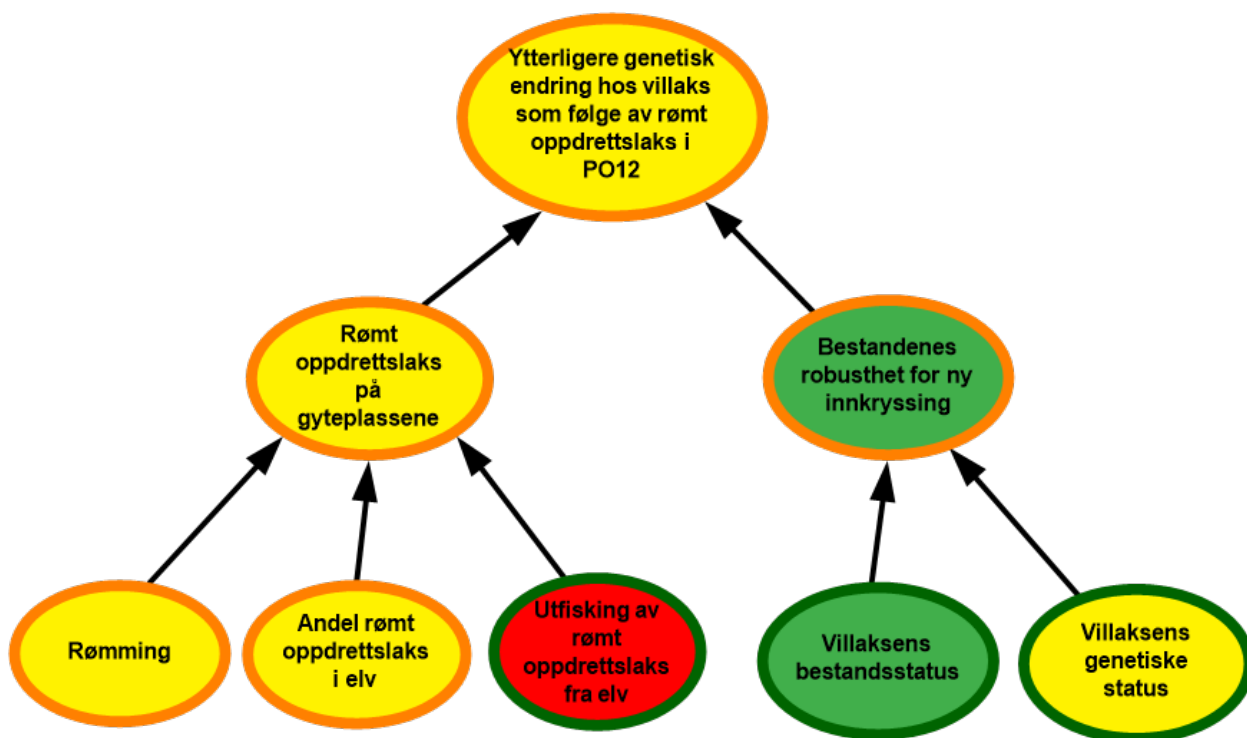 Ytterligere genetisk
endring hos villaks
som følge av rømt
oppdrettslaks i
PO12
Rømt
oppdrettslaks
på
gyteplassene
Bestandenes
robusthet for ny
innkryssing
Rømming
Andel rømt
oppdrettslaks
i elv
Utfisking av
rømt
oppdrettslaks
fra elv
Villaksens
bestandsstatus
Villaksens
genetiske
status